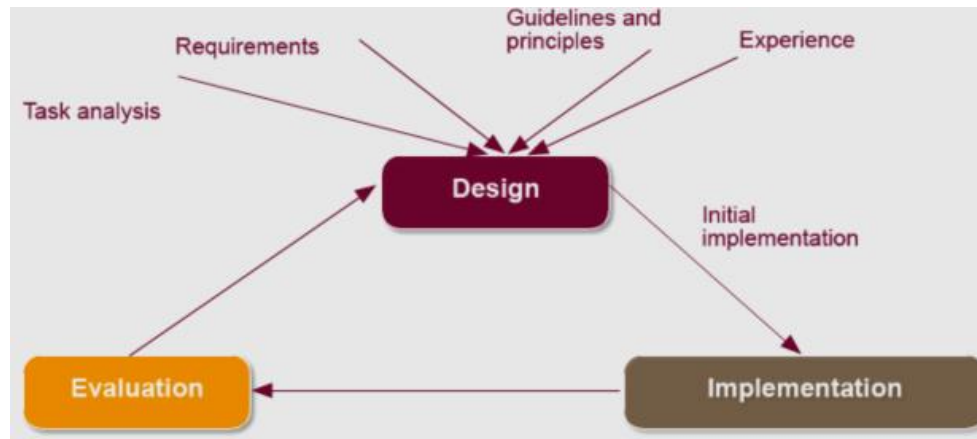 Guidelines and
principles
Requirements
Experience
Task analysis
Design
Initial
implementation
Evaluation
Implementation